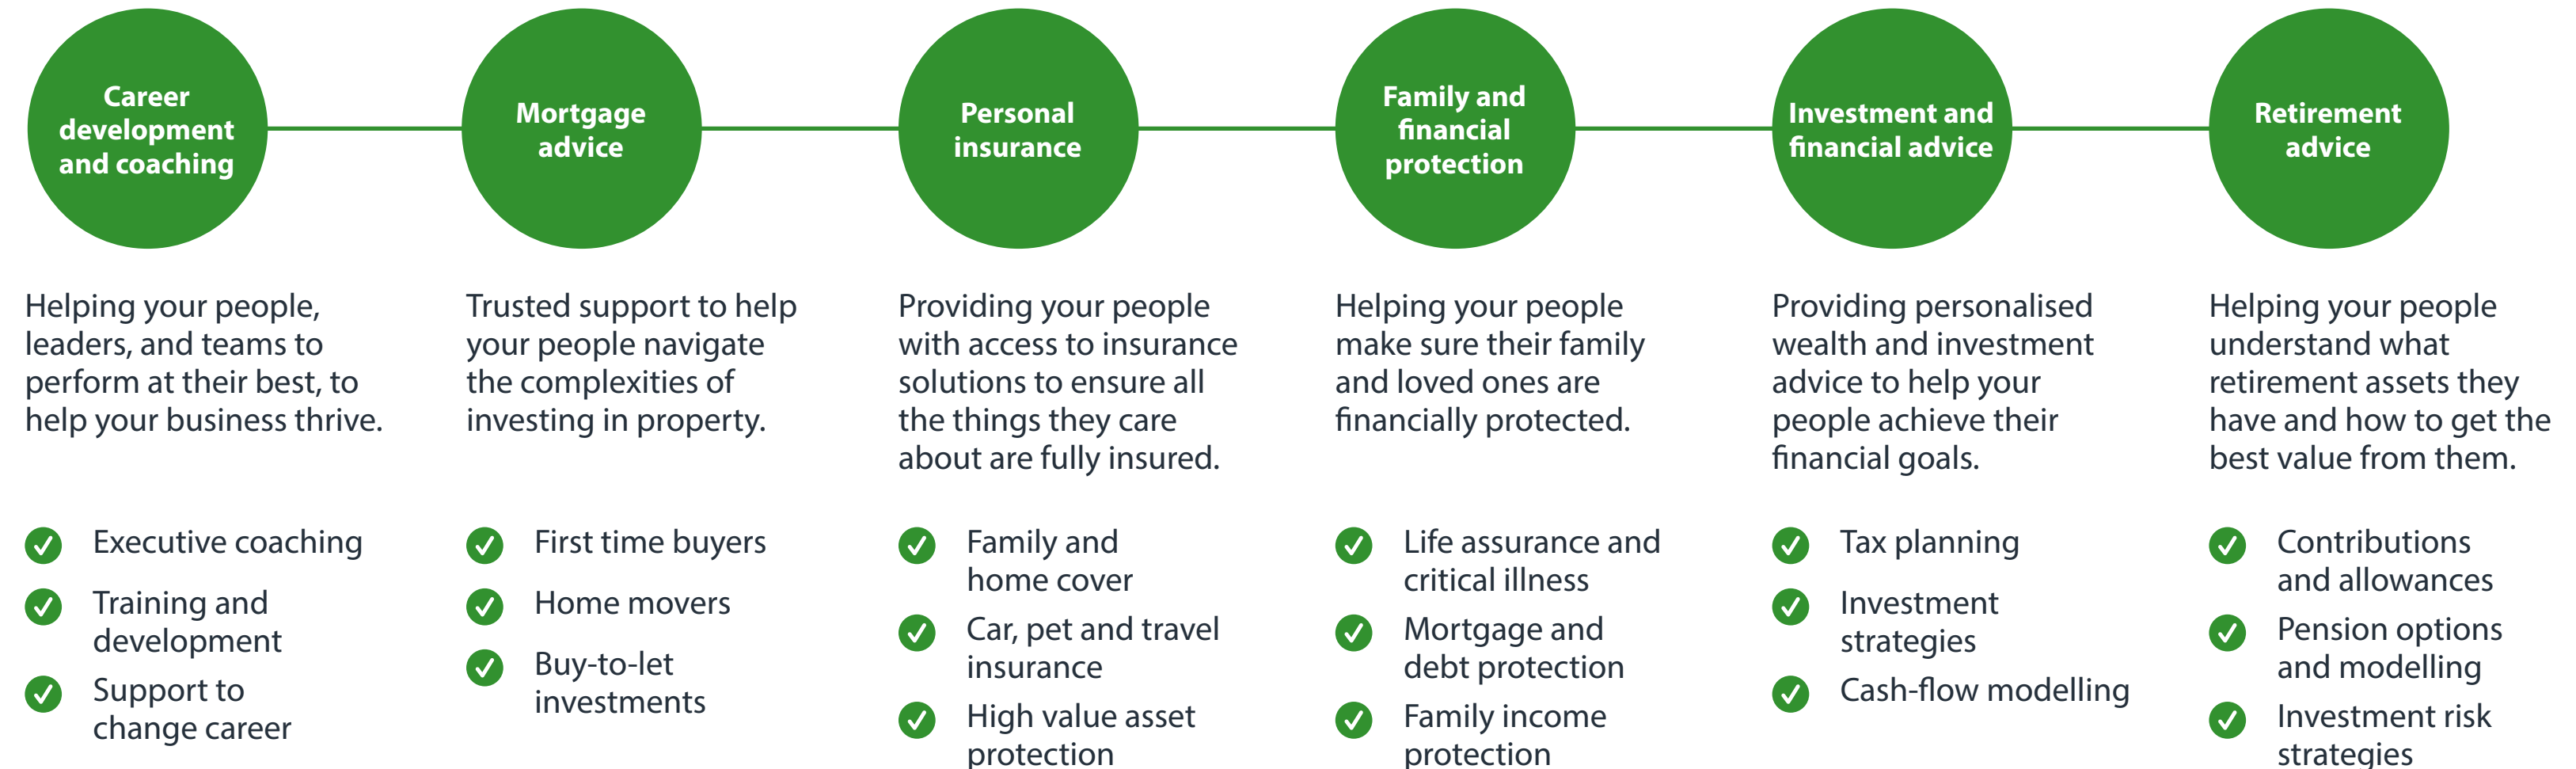 Career
development
and coaching
Mortgage
advice
Personal
insurance
Family and
financial
protection
Investment and
financial advice
Retirement
advice
Helping your people,
leaders, and teams to
perform at their best, to
help your business thrive.
Trusted support to help
your people navigate
the complexities of
investing in property.
Providing your people
with access to insurance
solutions to ensure all
the things they care
about are fully insured.
Helping your people
make sure their family
and loved ones are
financially protected.
Providing personalised
wealth and investment
advice to help your
people achieve their
financial goals.
Helping your people
understand what
retirement assets they
have and how to get the
best value from them.
Executive coaching
Training and
development
Support to
change career
First time buyers
Home movers
Buy-to-let
investments
Family and
home cover
Car, pet and travel
insurance
High value asset
protection
Life assurance and
critical illness
Mortgage and
debt protection
Family income
protection
Tax planning
Investment
strategies
Cash-flow modelling
Contributions
and allowances
Pension options
and modelling
Investment risk
strategies